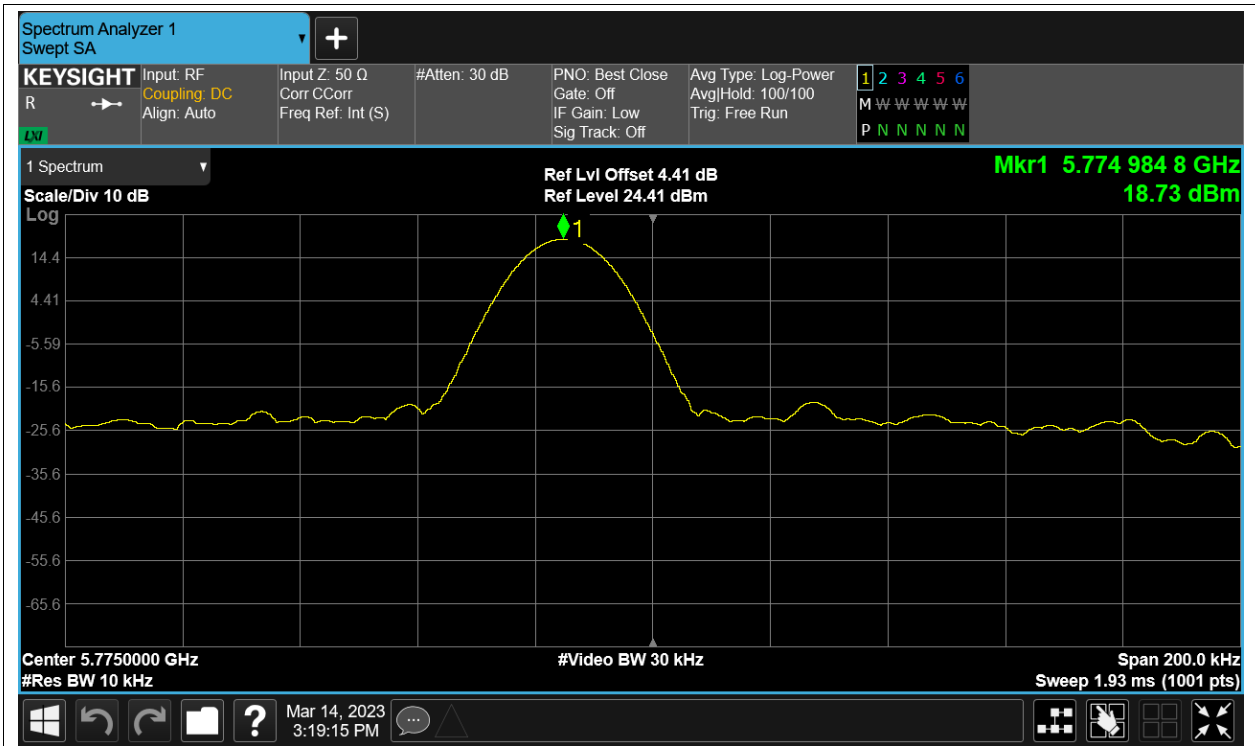 Spectrum Analyzer 1
Swept SA
KEYSIGHT
R
LXI
Input: RF
Coupling: DC
Align: Auto
Input Z: 50 Ω
Corr CCorr
Freq Ref: Int (S)
#Atten: 30 dB
PNO: Best Close
Gate: Off
IF Gain: Low
Sig Track: Off
Avg Type: Log-Power
Avg|Hold: 100/100
Trig: Free Run
1 2 3 4 5 6
M W W W W W
P N N N N N
1 Spectrum
Scale/Div 10 dB
Log
Ref Lvl Offset 4.41 dB
Ref Level 24.41 dBm
Mkr1 5.774 984 8 GHz
18.73 dBm
1
14.4
4.41
-5.59
-15.6
-25.6
-35.6
-45.6
-55.6
-65.6
Center 5.7750000 GHz
#Res BW 10 kHz
#Video BW 30 kHz
Span 200.0 kHz
Sweep 1.93 ms (1001 pts)
?
Mar 14, 2023
3:19:15 PM